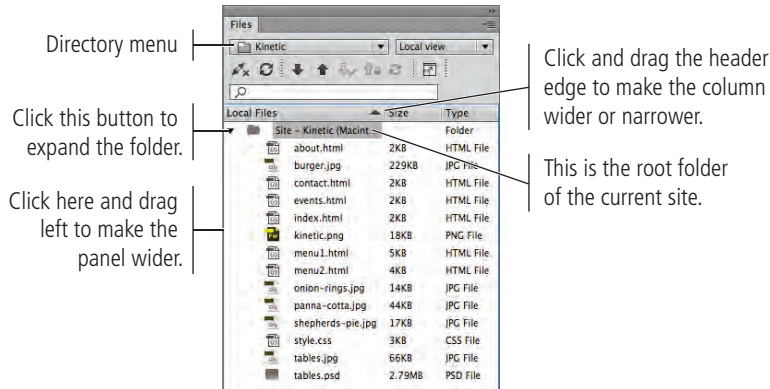 Files
Kinetic
Local view
Local Files Size Type
Site – Kinetic (Macint... Folder
about.html 2KB HTML File
burger.jpg 229KB JPG File
contact.html 2KB HTML File
events.html 2KB HTML File
index.html 2KB HTML File
kinetic.png 18KB PNG File
menu1.html 5KB HTML File
menu2.html 4KB HTML File
onion-rings.jpg 14KB JPG File
panna-cotta.jpg 44KB JPG File
shepherds-pie.jpg 17KB JPG File
style.css 3KB CSS File
tables.jpg 66KB JPG File
tables.psd 2.79MB PSD File
Directory menu
Click this button to
expand the folder.
Click here and drag
left to make the
panel wider.
Click and drag the header
edge to make the column
wider or narrower.
This is the root folder
of the current site.